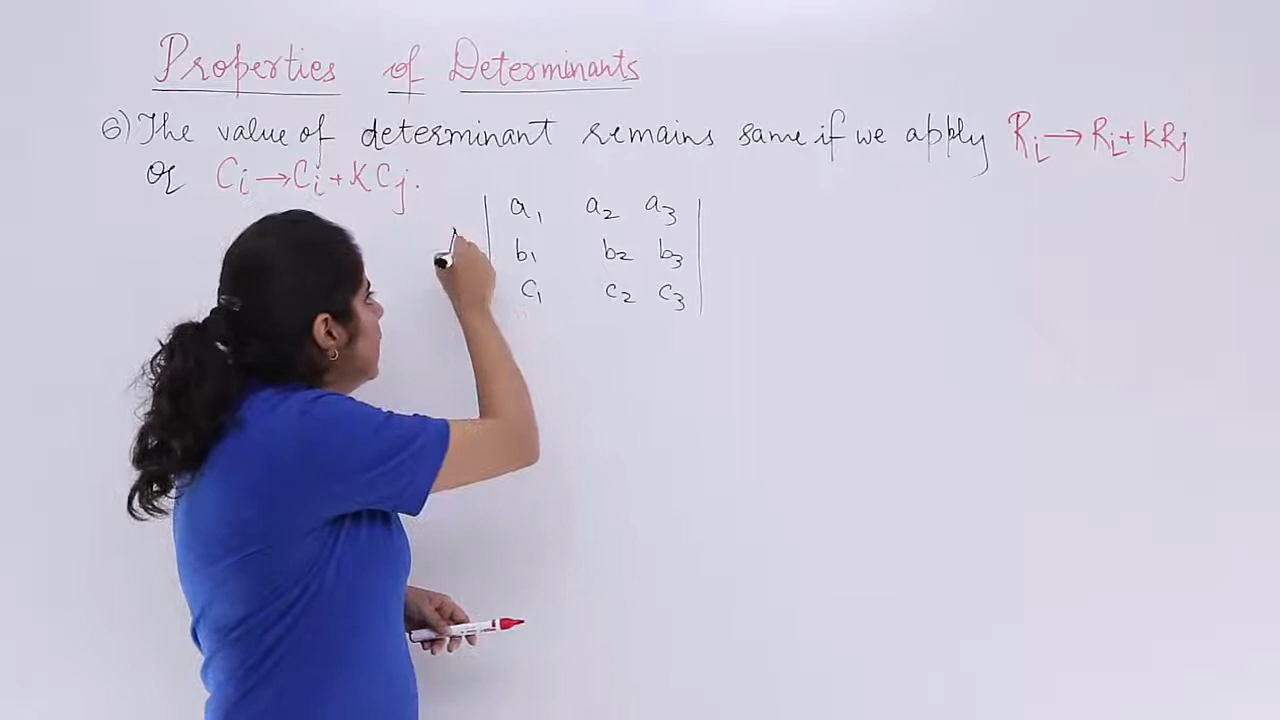 Properties of Determinants
6) The value of determinant remains same if we apply Ri→Ri+KRj
or Ci→Ci+KCj.
a1 a2 a3
b1 b2 b3
c1 c2 c3